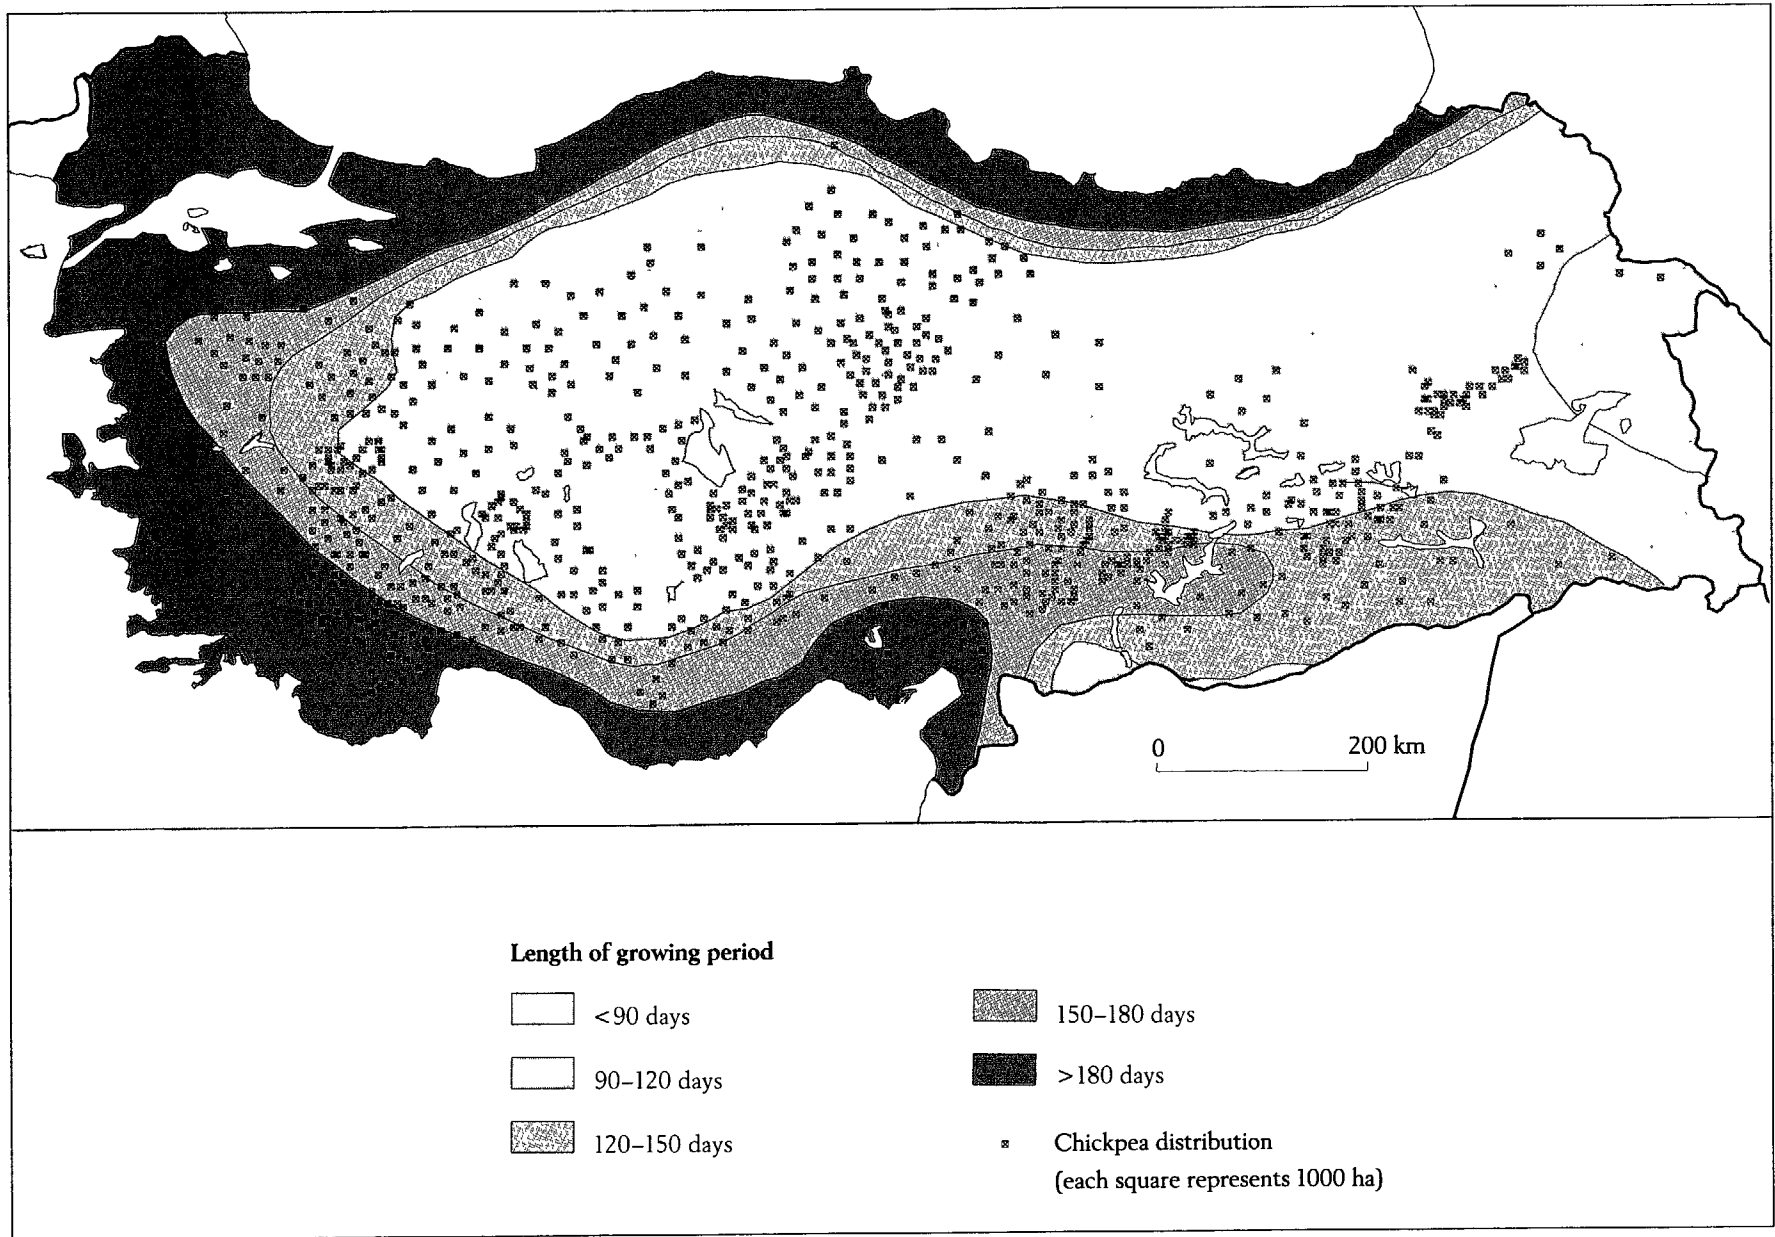 0 200 km
Length of growing period
<90 days
90–120 days
120–150 days
150–180 days
>180 days
Chickpea distribution
(each square represents 1000 ha)